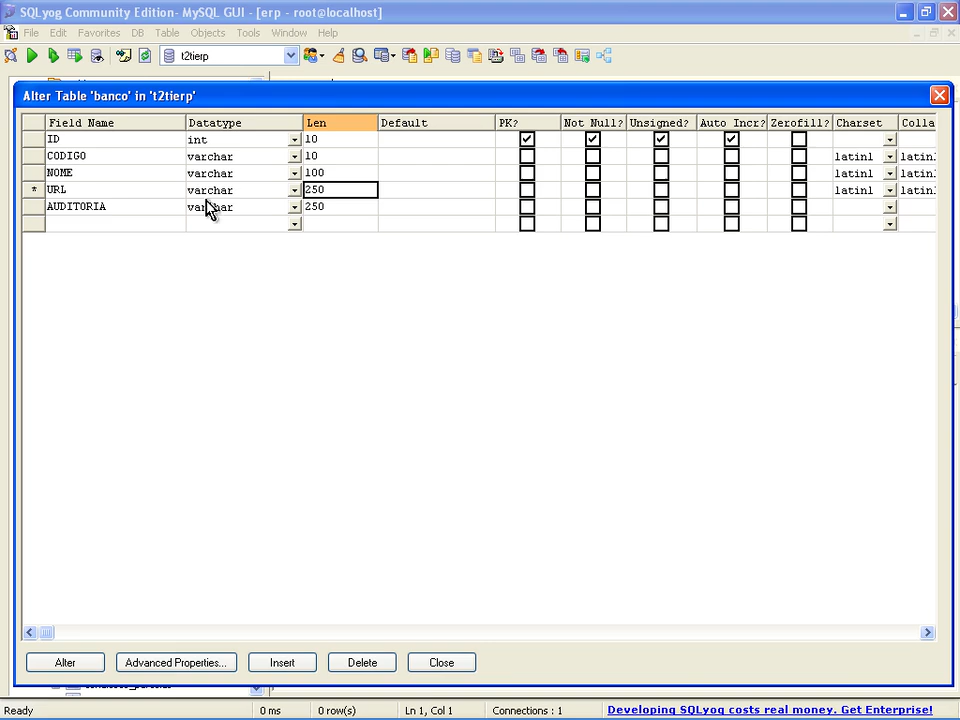 SQLyog Community Edition- MySQL GUI - [erp - root@localhost]
File Edit Favorites DB Table Objects Tools Window Help
t2tierp
Alter Table 'banco' in 't2tierp'
Field Name Datatype Len Default PK? Not Null? Unsigned? Auto Incr? Zerofill? Charset Colla
ID int 10
CODIGO varchar 10 latin1 latin1
NOME varchar 100 latin1 latin1
* URL varchar 250 latin1 latin1
AUDITORIA varchar 250
Alter Advanced Properties... Insert Delete Close
Ready 0 ms 0 row(s) Ln 1, Col 1 Connections : 1 Developing SQLyog costs real money. Get Enterprise!